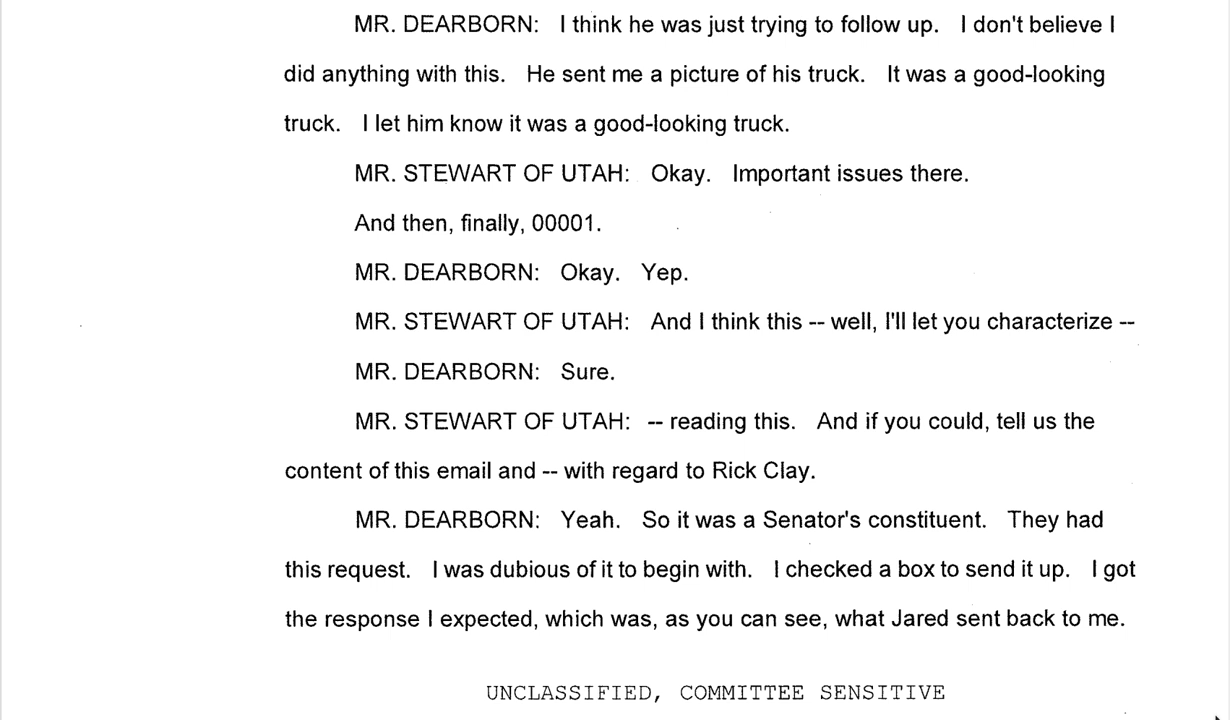 MR. DEARBORN: I think he was just trying to follow up. I don't believe I
did anything with this. He sent me a picture of his truck. It was a good-looking
truck. I let him know it was a good-looking truck.
MR. STEWART OF UTAH: Okay. Important issues there.
And then, finally, 00001.
MR. DEARBORN: Okay. Yep.
MR. STEWART OF UTAH: And I think this -- well, I'll let you characterize --
MR. DEARBORN: Sure.
MR. STEWART OF UTAH: -- reading this. And if you could, tell us the
content of this email and -- with regard to Rick Clay.
MR. DEARBORN: Yeah. So it was a Senator's constituent. They had
this request. I was dubious of it to begin with. I checked a box to send it up. I got
the response I expected, which was, as you can see, what Jared sent back to me.
UNCLASSIFIED, COMMITTEE SENSITIVE